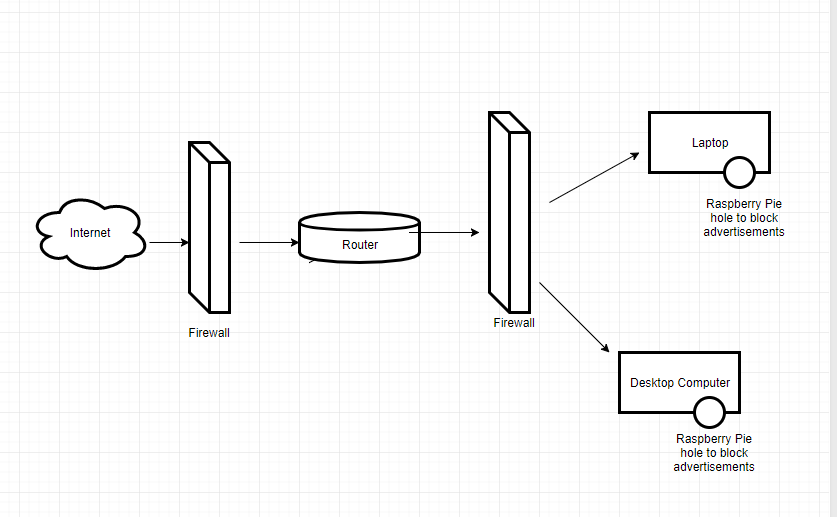 Internet
Firewall
Router
Firewall
Laptop
Raspberry Pie
hole to block
advertisements
Desktop Computer
Raspberry Pie
hole to block
advertisements